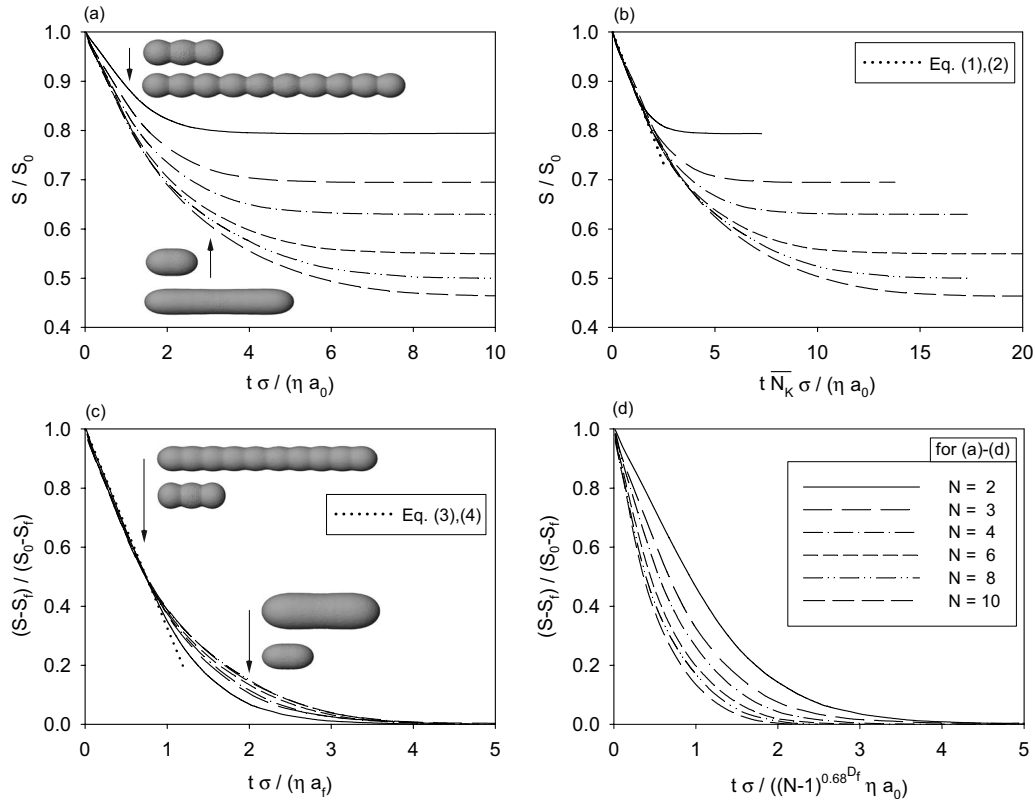 (a)
S / S0
1.0
0.9
0.8
0.7
0.6
0.5
0.4
0
2
4
6
8
10
t σ / (η a0)
(b)
Eq. (1),(2)
S / S0
1.0
0.9
0.8
0.7
0.6
0.5
0.4
0
5
10
15
20
t N̅K̅ σ / (η a0)
(c)
Eq. (3),(4)
(S-Sf) / (S0-Sf)
1.0
0.8
0.6
0.4
0.2
0.0
0
1
2
3
4
5
t σ / (η af)
(d)
for (a)-(d)
N = 2
N = 3
N = 4
N = 6
N = 8
N = 10
(S-Sf) / (S0-Sf)
1.0
0.8
0.6
0.4
0.2
0.0
0
1
2
3
4
5
t σ / ((N-1)^0.68^Df η a0)